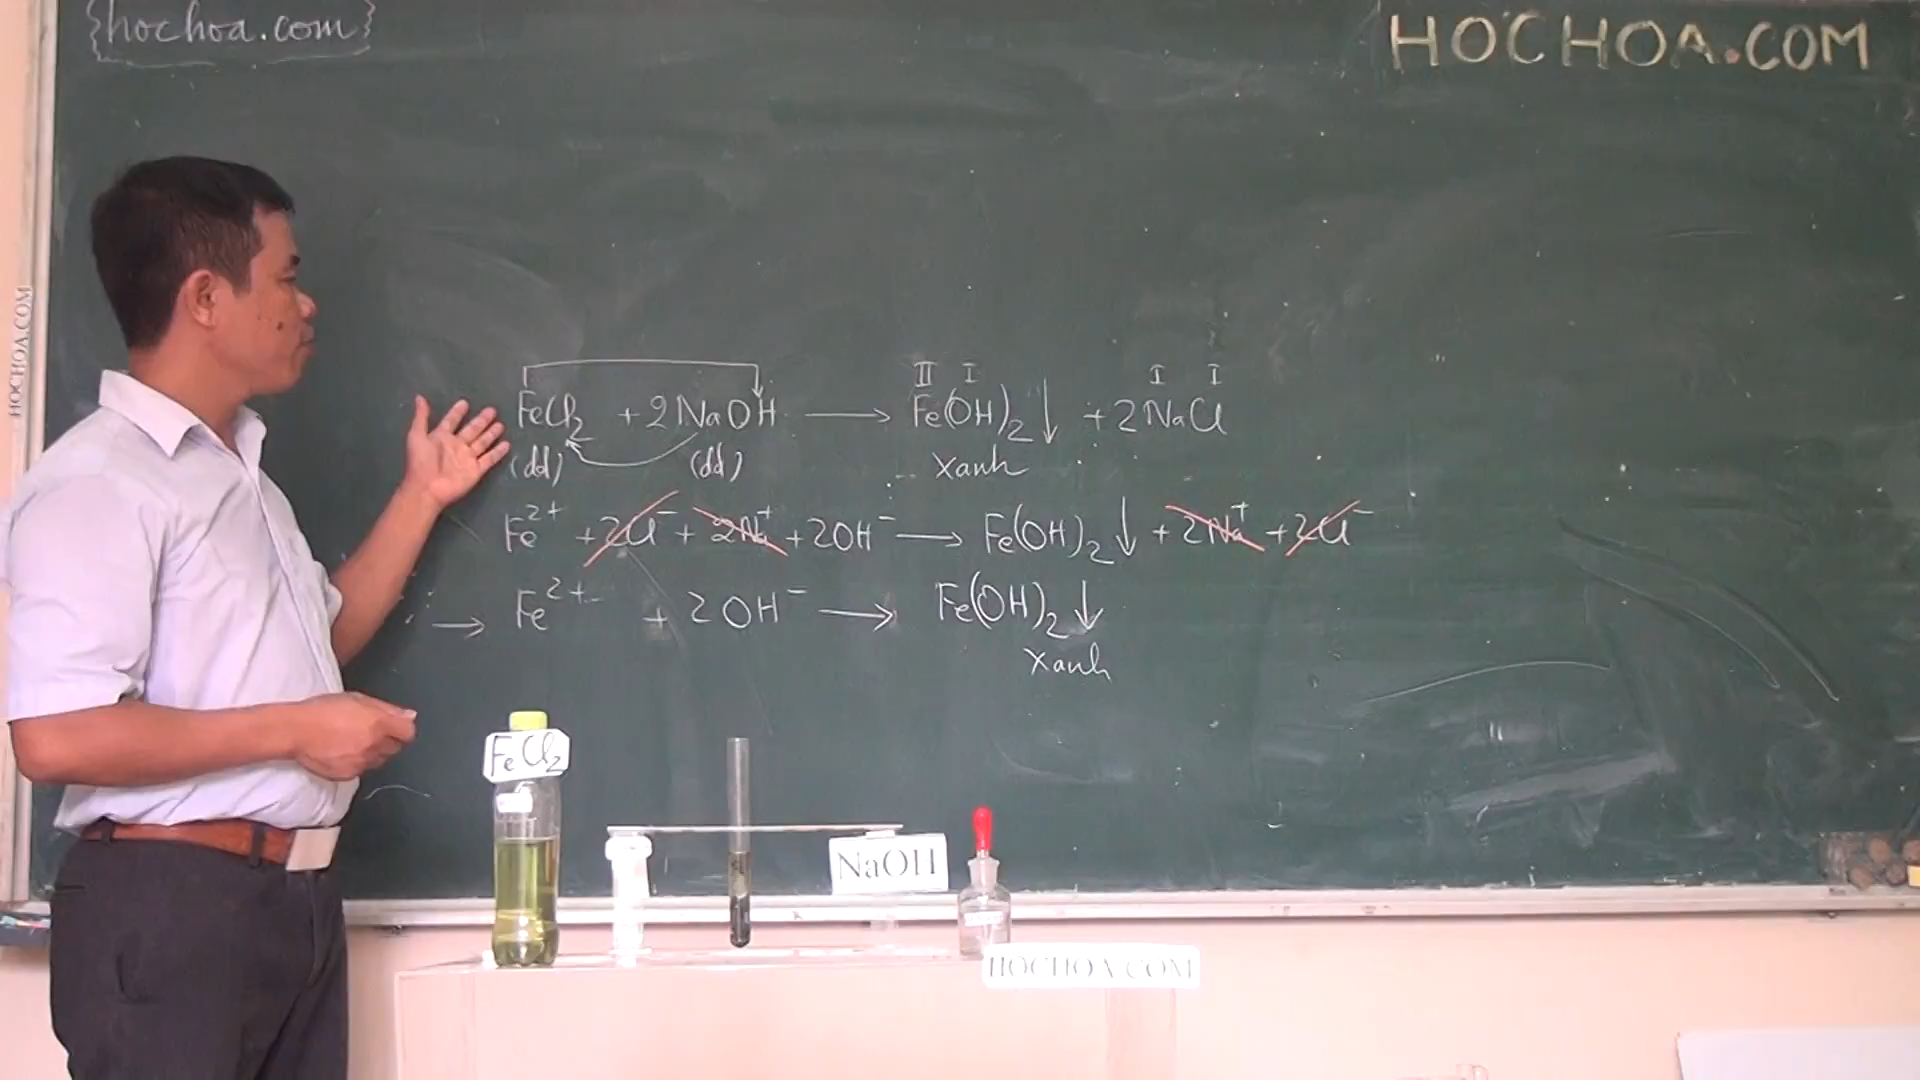 {hochoa.com}
HOCHOA.COM
HOCHOA.COM
II I I I
FeCl₂ + 2NaOH ⟶ Fe(OH)₂↓ + 2NaCl
(dd) (dd) xanh
Fe²⁺ + 2Cl⁻ + 2Na⁺ + 2OH⁻ ⟶ Fe(OH)₂↓ + 2Na⁺ + 2Cl⁻
⟶ Fe²⁺ + 2OH⁻ ⟶ Fe(OH)₂↓
xanh
FeCl₂
NaOH
HOCHOA.COM